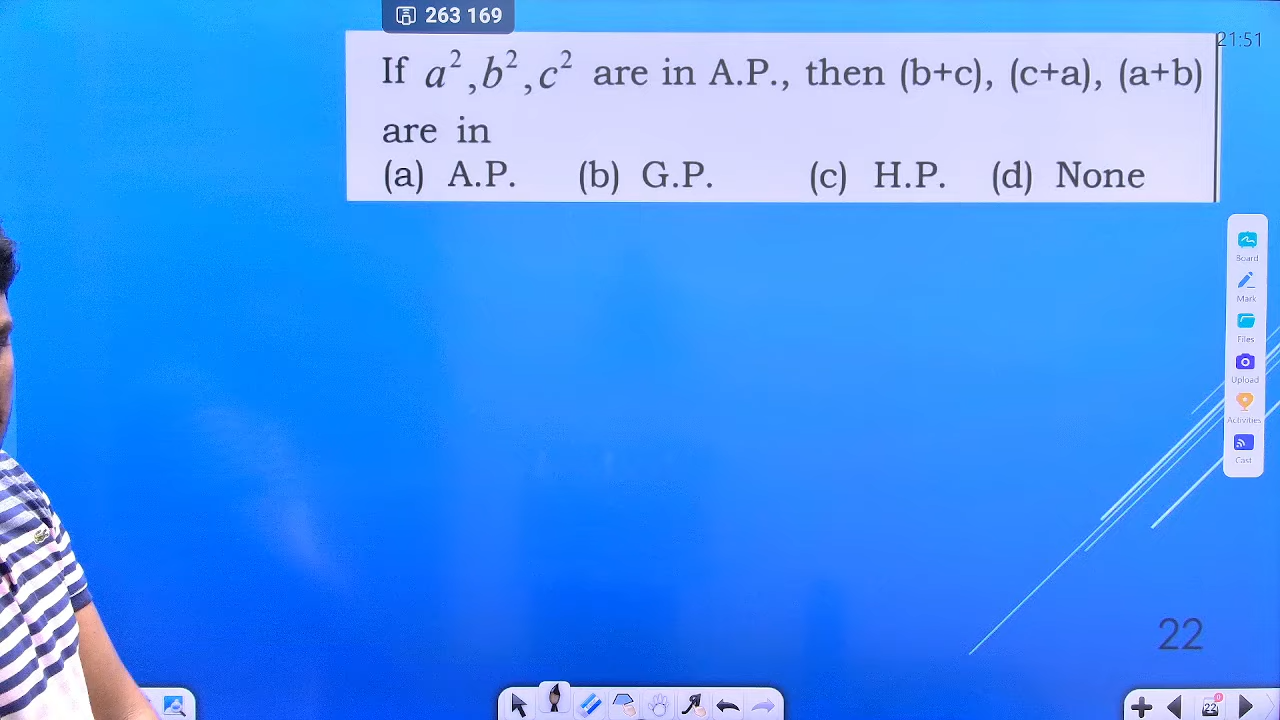 263 169
21:51
If a²,b²,c² are in A.P., then (b+c), (c+a), (a+b)
are in
(a) A.P. (b) G.P. (c) H.P. (d) None
Board
Mark
Files
Upload
Activities
Cast
22
22